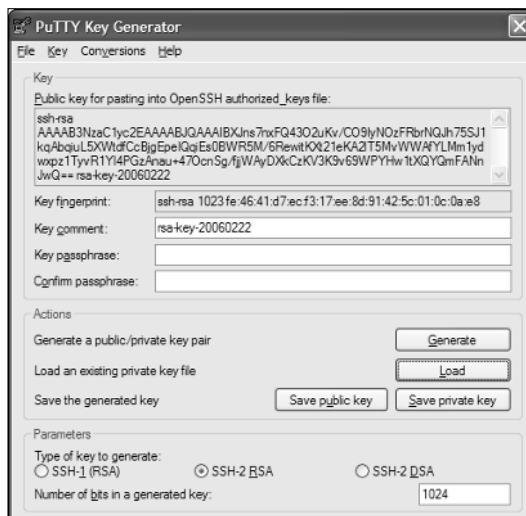 PuTTY Key Generator
File Key Conversions Help
Key
Public key for pasting into OpenSSH authorized_keys file:
ssh-rsa
AAAAB3NzaC1yc2EAAAABJQAAAIBXJns7nxFQ43O2uKv/CO9IyNOzFRbrNQJh75SJ1
kqAbqiuL5XWtdfCcBjgEpeIQqiEs0BWR5M/6RewitKXt21eKA2IT5MvWWAfYLMm1yd
wxpz1TyvR1YI4PGzAnau+47OcnSg/fjjWAyDXkCzKV3K9v69WPYHw1tXQYQmFANn
JwQ== rsa-key-20060222
Key fingerprint: ssh-rsa 1023 fe:46:41:d7:ec:f3:17:ee:8d:91:42:5c:01:0c:0a:e8
Key comment: rsa-key-20060222
Key passphrase:
Confirm passphrase:
Actions
Generate a public/private key pair Generate
Load an existing private key file Load
Save the generated key Save public key Save private key
Parameters
Type of key to generate:
SSH-1 (RSA) SSH-2 RSA SSH-2 DSA
Number of bits in a generated key: 1024